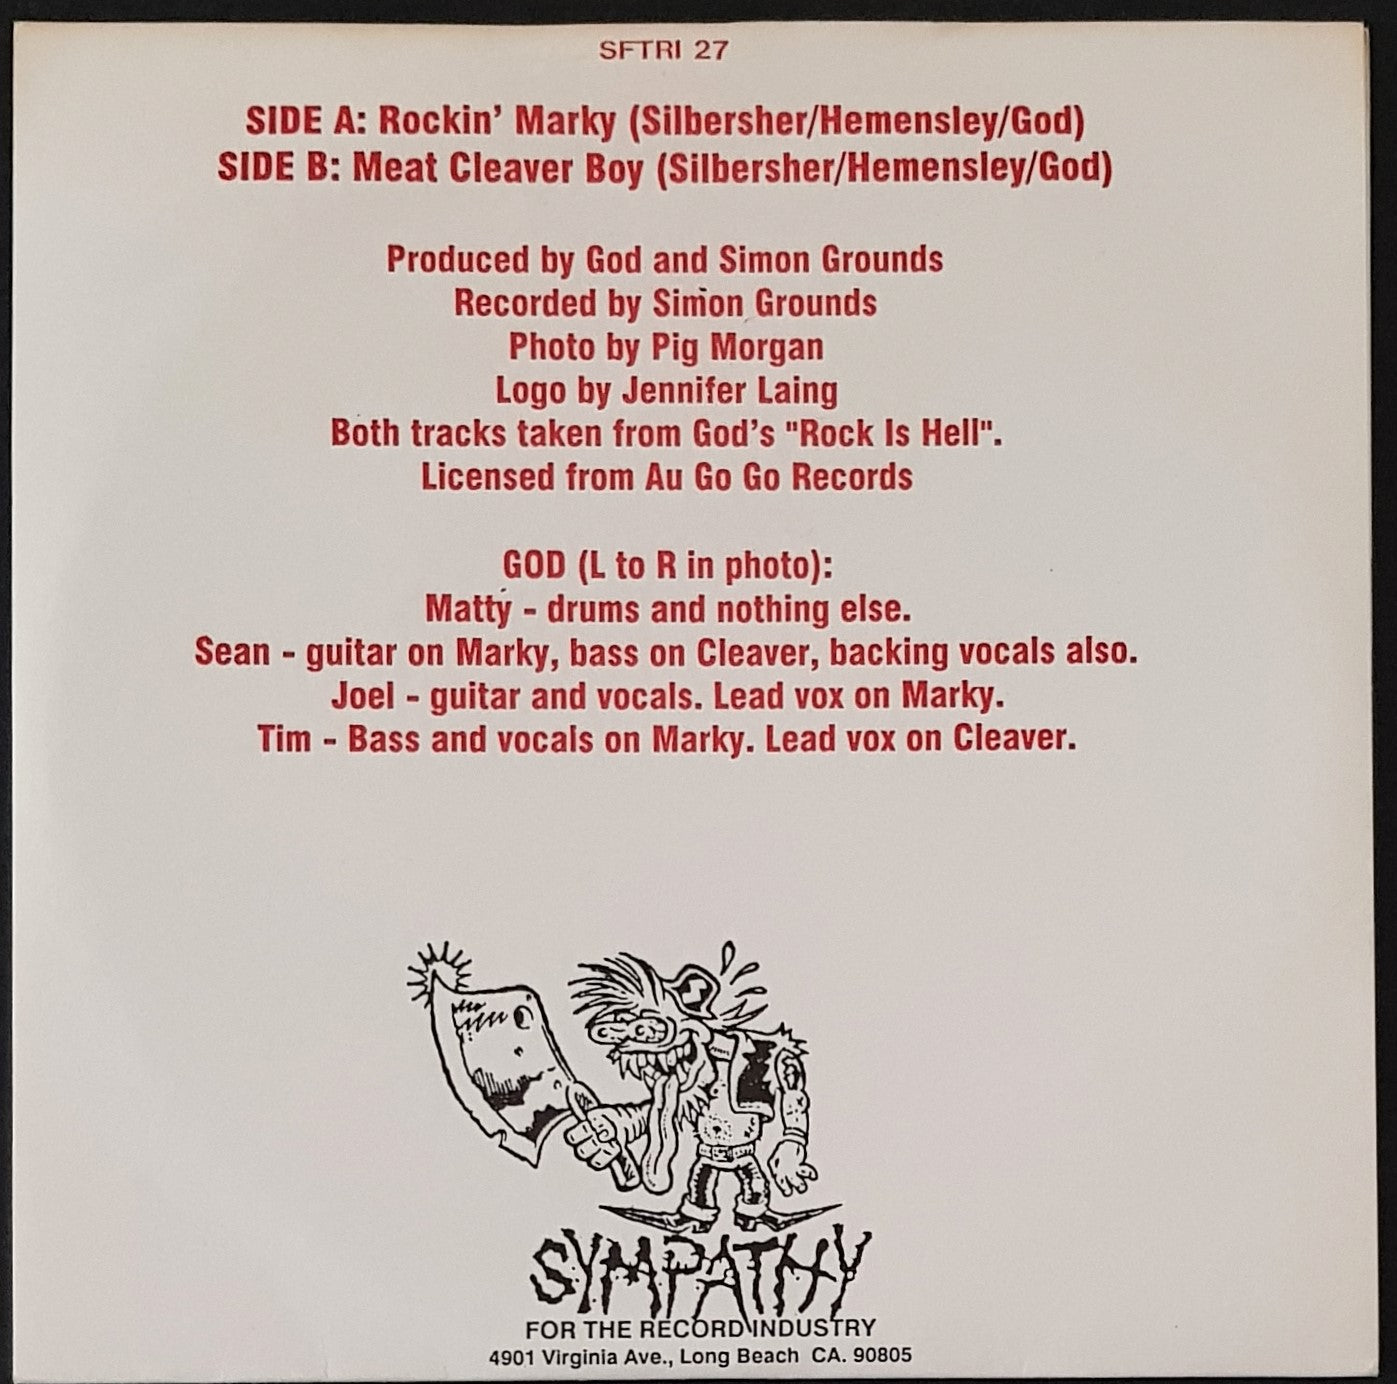 SFTRI 27
SIDE A: Rockin' Marky (Silbersher/Hemensley/God)
SIDE B: Meat Cleaver Boy (Silbersher/Hemensley/God)
Produced by God and Simon Grounds
Recorded by Simon Grounds
Photo by Pig Morgan
Logo by Jennifer Laing
Both tracks taken from God's "Rock Is Hell".
Licensed from Au Go Go Records
GOD (L to R in photo):
Matty - drums and nothing else.
Sean - guitar on Marky, bass on Cleaver, backing vocals also.
Joel - guitar and vocals. Lead vox on Marky.
Tim - Bass and vocals on Marky. Lead vox on Cleaver.
SYMPATHY
FOR THE RECORD INDUSTRY
4901 Virginia Ave., Long Beach CA. 90805